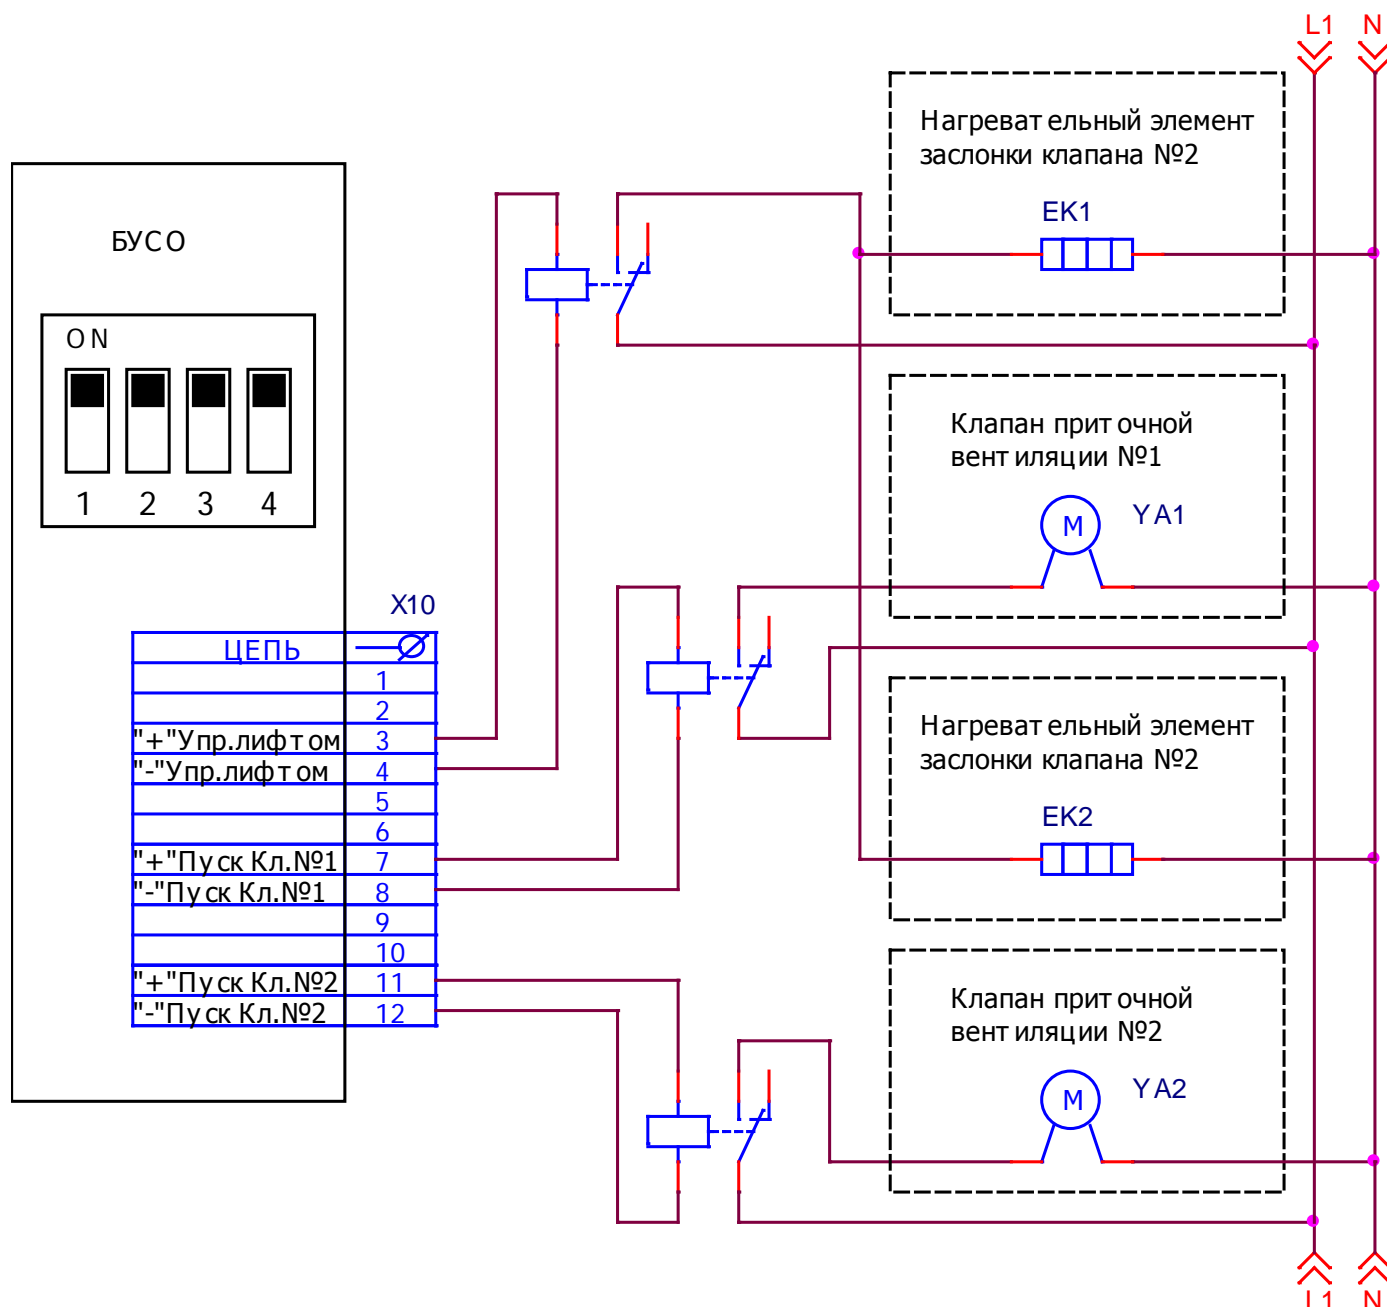 L1 N
Нагревательный элемент
заслонки клапана №2
EK1
БУСО
ON
1 2 3 4
Клапан приточной
вентиляции №1
M
YA1
X10
ЦЕПЬ
1
2
"+"Упр.лифтом 3
"-"Упр.лифтом 4
5
6
"+"Пуск Кл.№1 7
"-"Пуск Кл.№1 8
9
10
"+"Пуск Кл.№2 11
"-"Пуск Кл.№2 12
Нагревательный элемент
заслонки клапана №2
EK2
Клапан приточной
вентиляции №2
M
YA2
L1 N